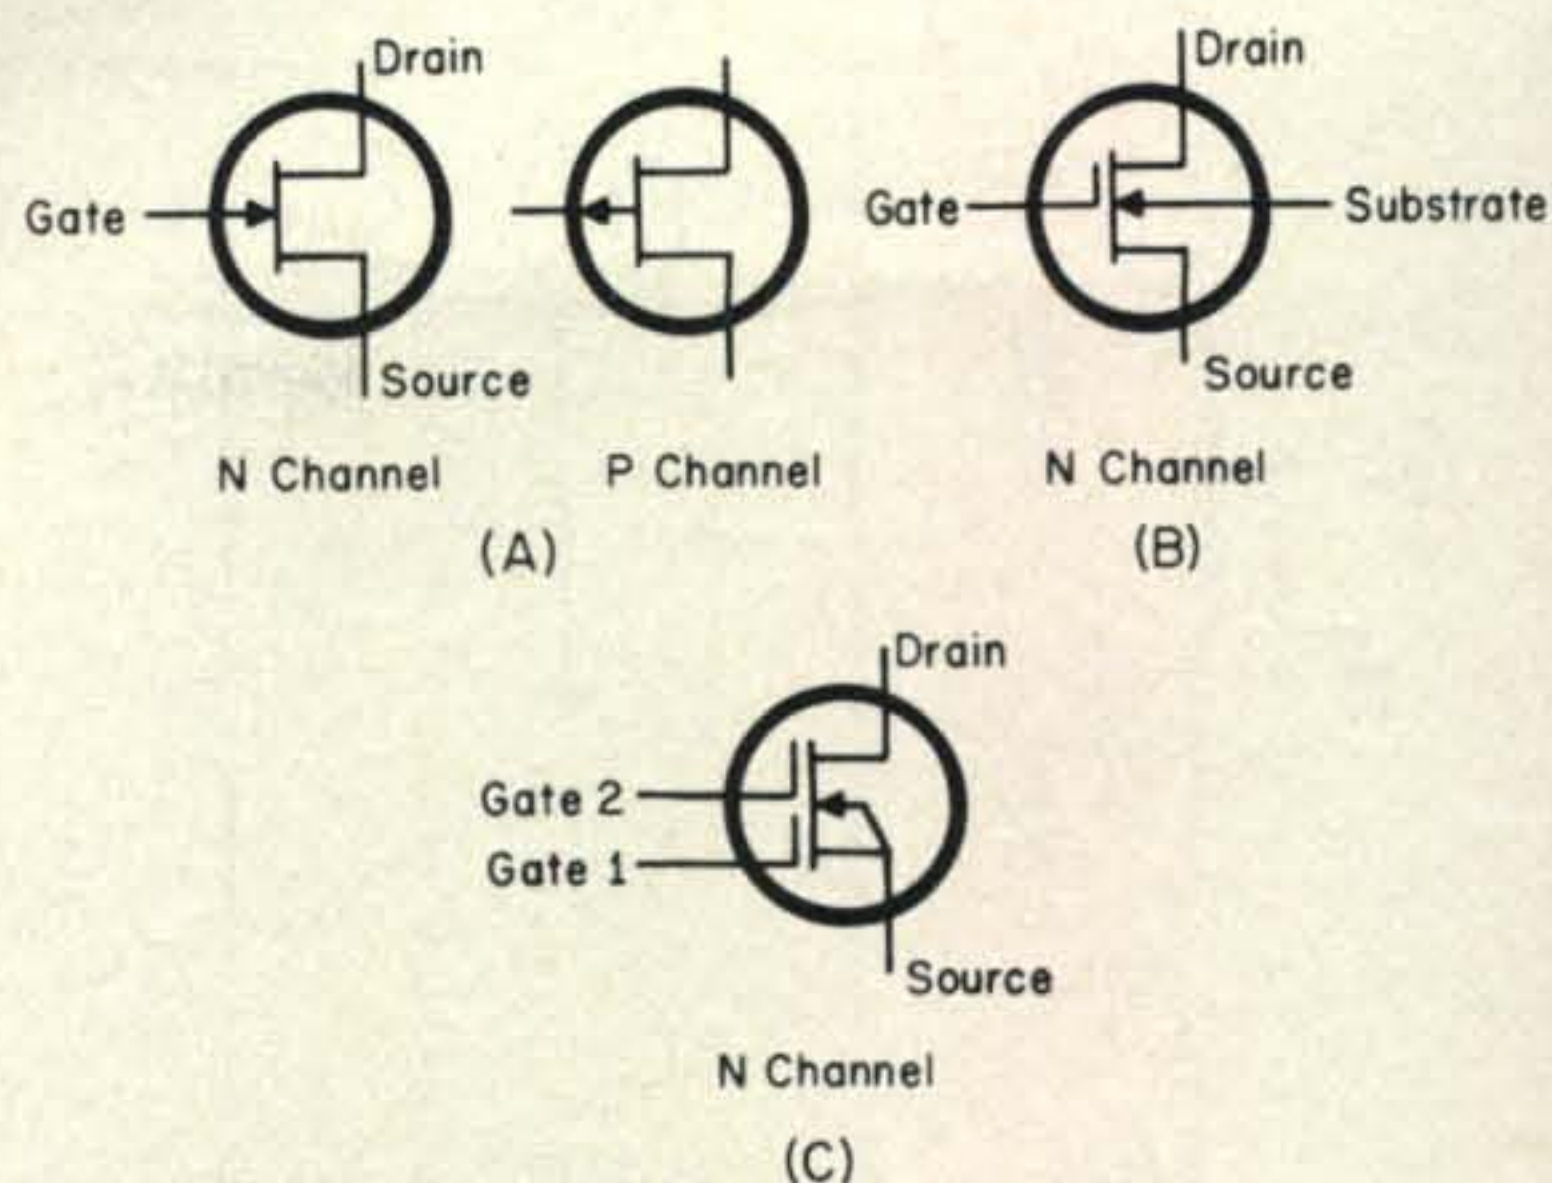 Drain
Gate
Source
N Channel
P Channel
(A)
Drain
Gate
Substrate
Source
N Channel
(B)
Drain
Gate 2
Gate 1
Source
N Channel
(C)